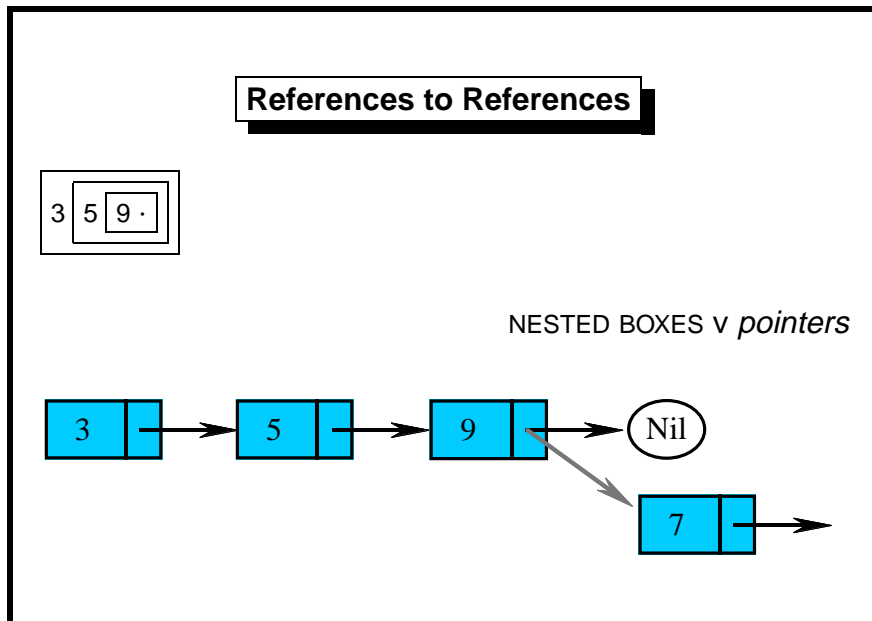 References to References
3 5 9 ·
NESTED BOXES v pointers
3 5 9 Nil
7